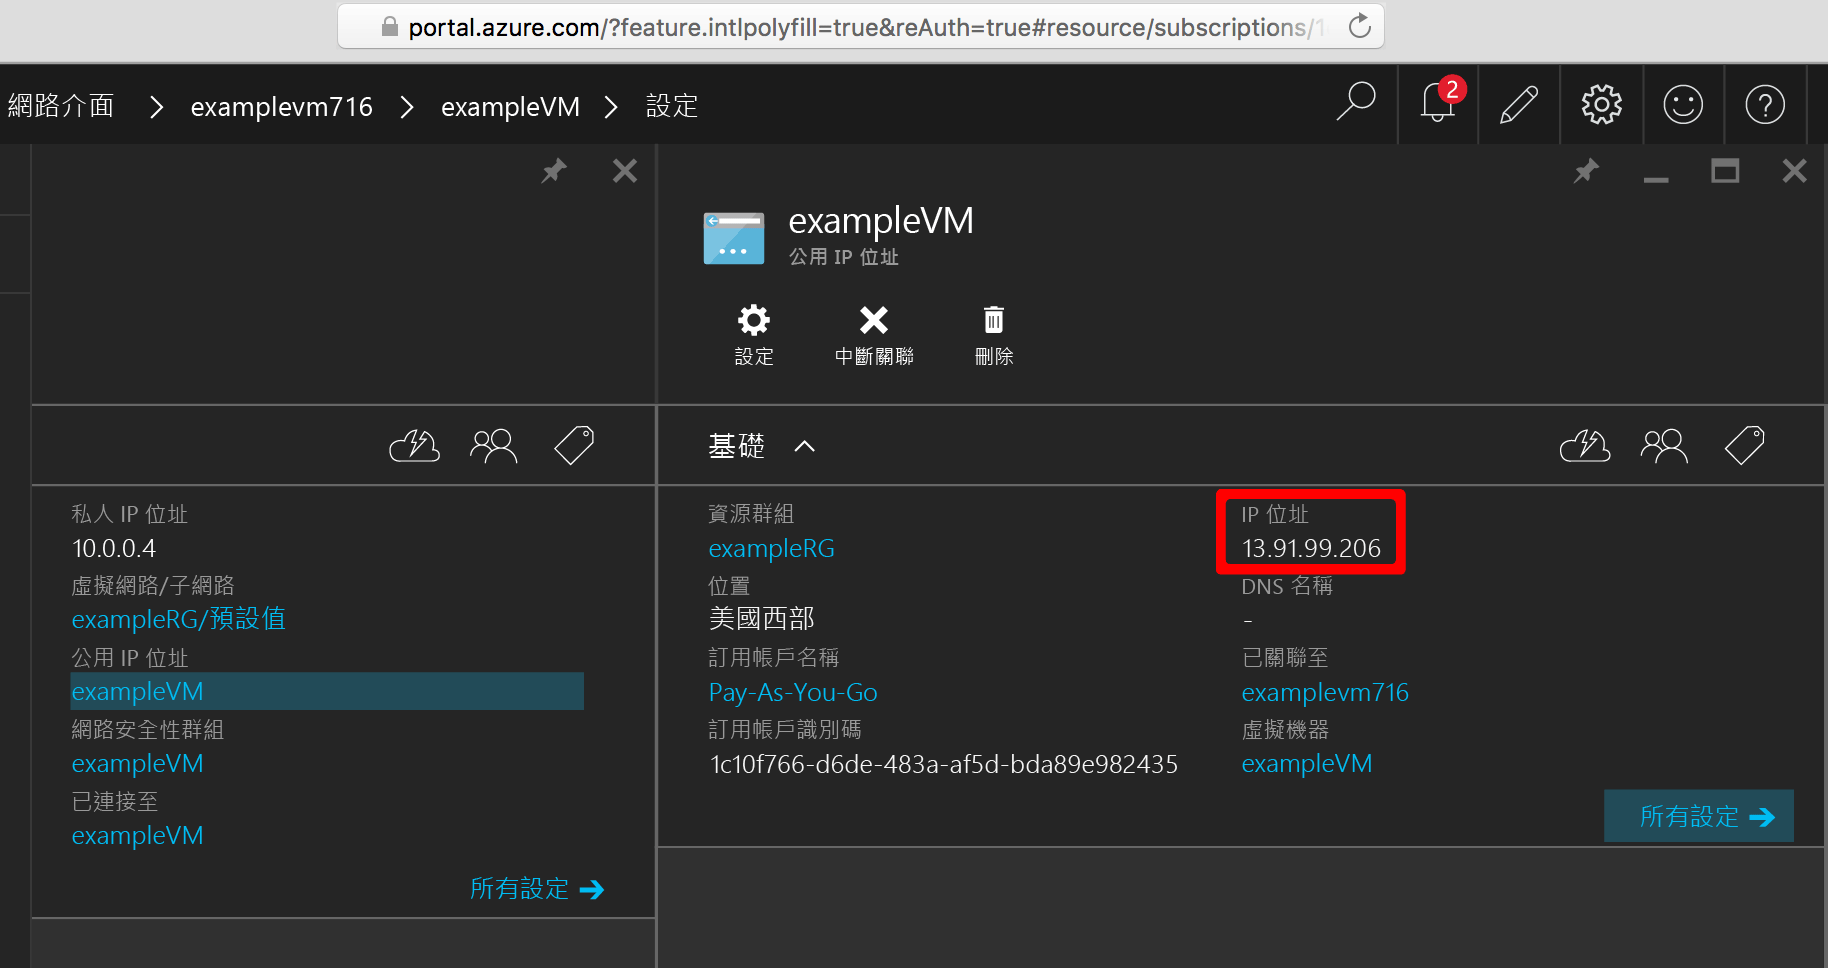 portal.azure.com/?feature.intlpolyfill=true&reAuth=true#resource/subscriptions/1
網路介面 > examplevm716 > exampleVM > 設定
2
exampleVM
公用 IP 位址
設定
中斷關聯
刪除
私人 IP 位址
10.0.0.4
虛擬網路/子網路
exampleRG/預設值
公用 IP 位址
exampleVM
網路安全性群組
exampleVM
已連接至
exampleVM
所有設定
基礎
資源群組
exampleRG
位置
美國西部
訂用帳戶名稱
Pay-As-You-Go
訂用帳戶識別碼
1c10f766-d6de-483a-af5d-bda89e982435
IP 位址
13.91.99.206
DNS 名稱
-
已關聯至
examplevm716
虛擬機器
exampleVM
所有設定